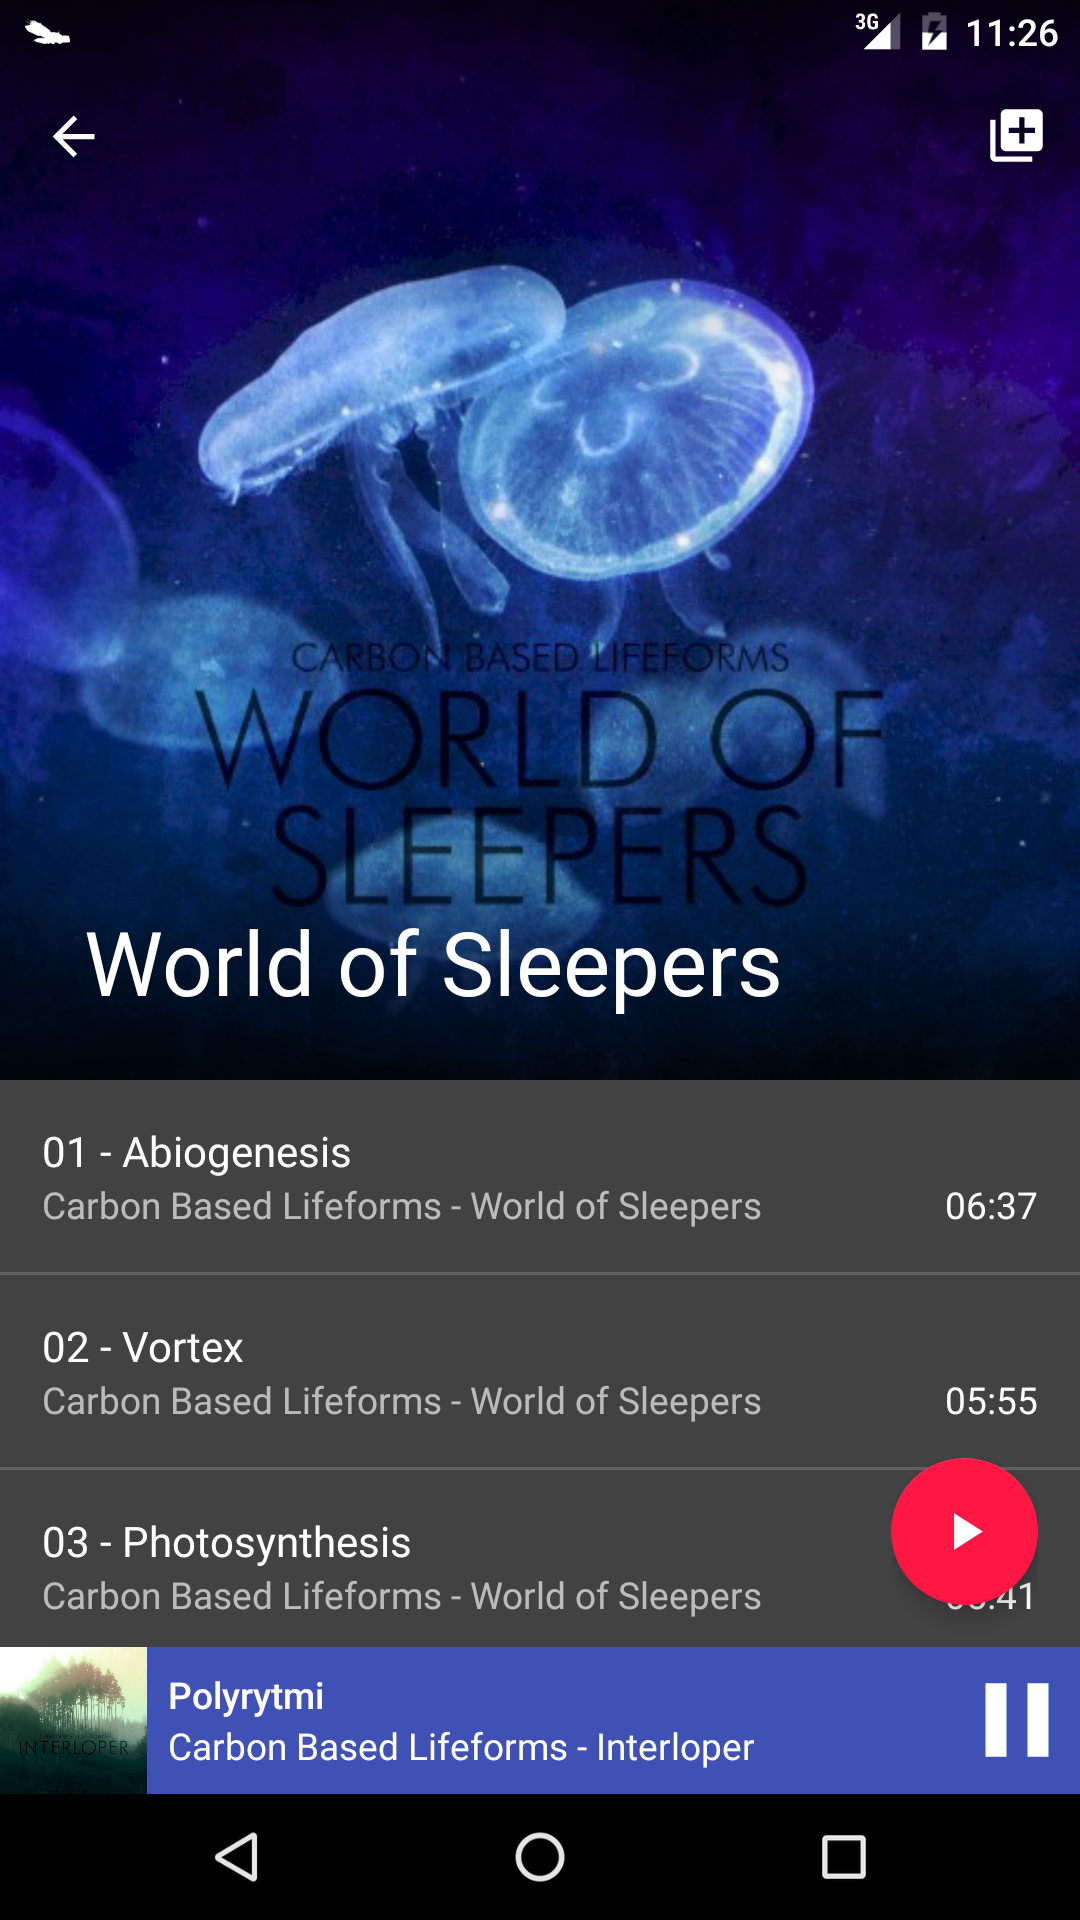 3G 11:26
CARBON BASED LIFEFORMS
WORLD OF
SLEEPERS
World of Sleepers
01 - Abiogenesis
Carbon Based Lifeforms - World of Sleepers 06:37
02 - Vortex
Carbon Based Lifeforms - World of Sleepers 05:55
03 - Photosynthesis
Carbon Based Lifeforms - World of Sleepers :41
INTERLOPER
Polyrytmi
Carbon Based Lifeforms - Interloper